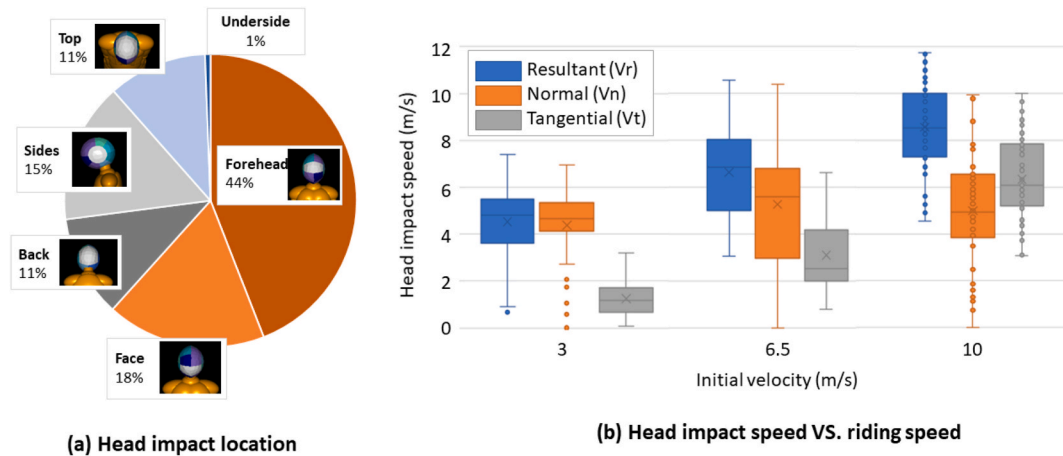 Top
11%
Underside
1%
Sides
15%
Forehead
44%
Back
11%
Face
18%
(a) Head impact location
Head impact speed (m/s)
12
10
8
6
4
2
0
Resultant (Vr)
Normal (Vn)
Tangential (Vt)
3
6.5
10
Initial velocity (m/s)
(b) Head impact speed VS. riding speed